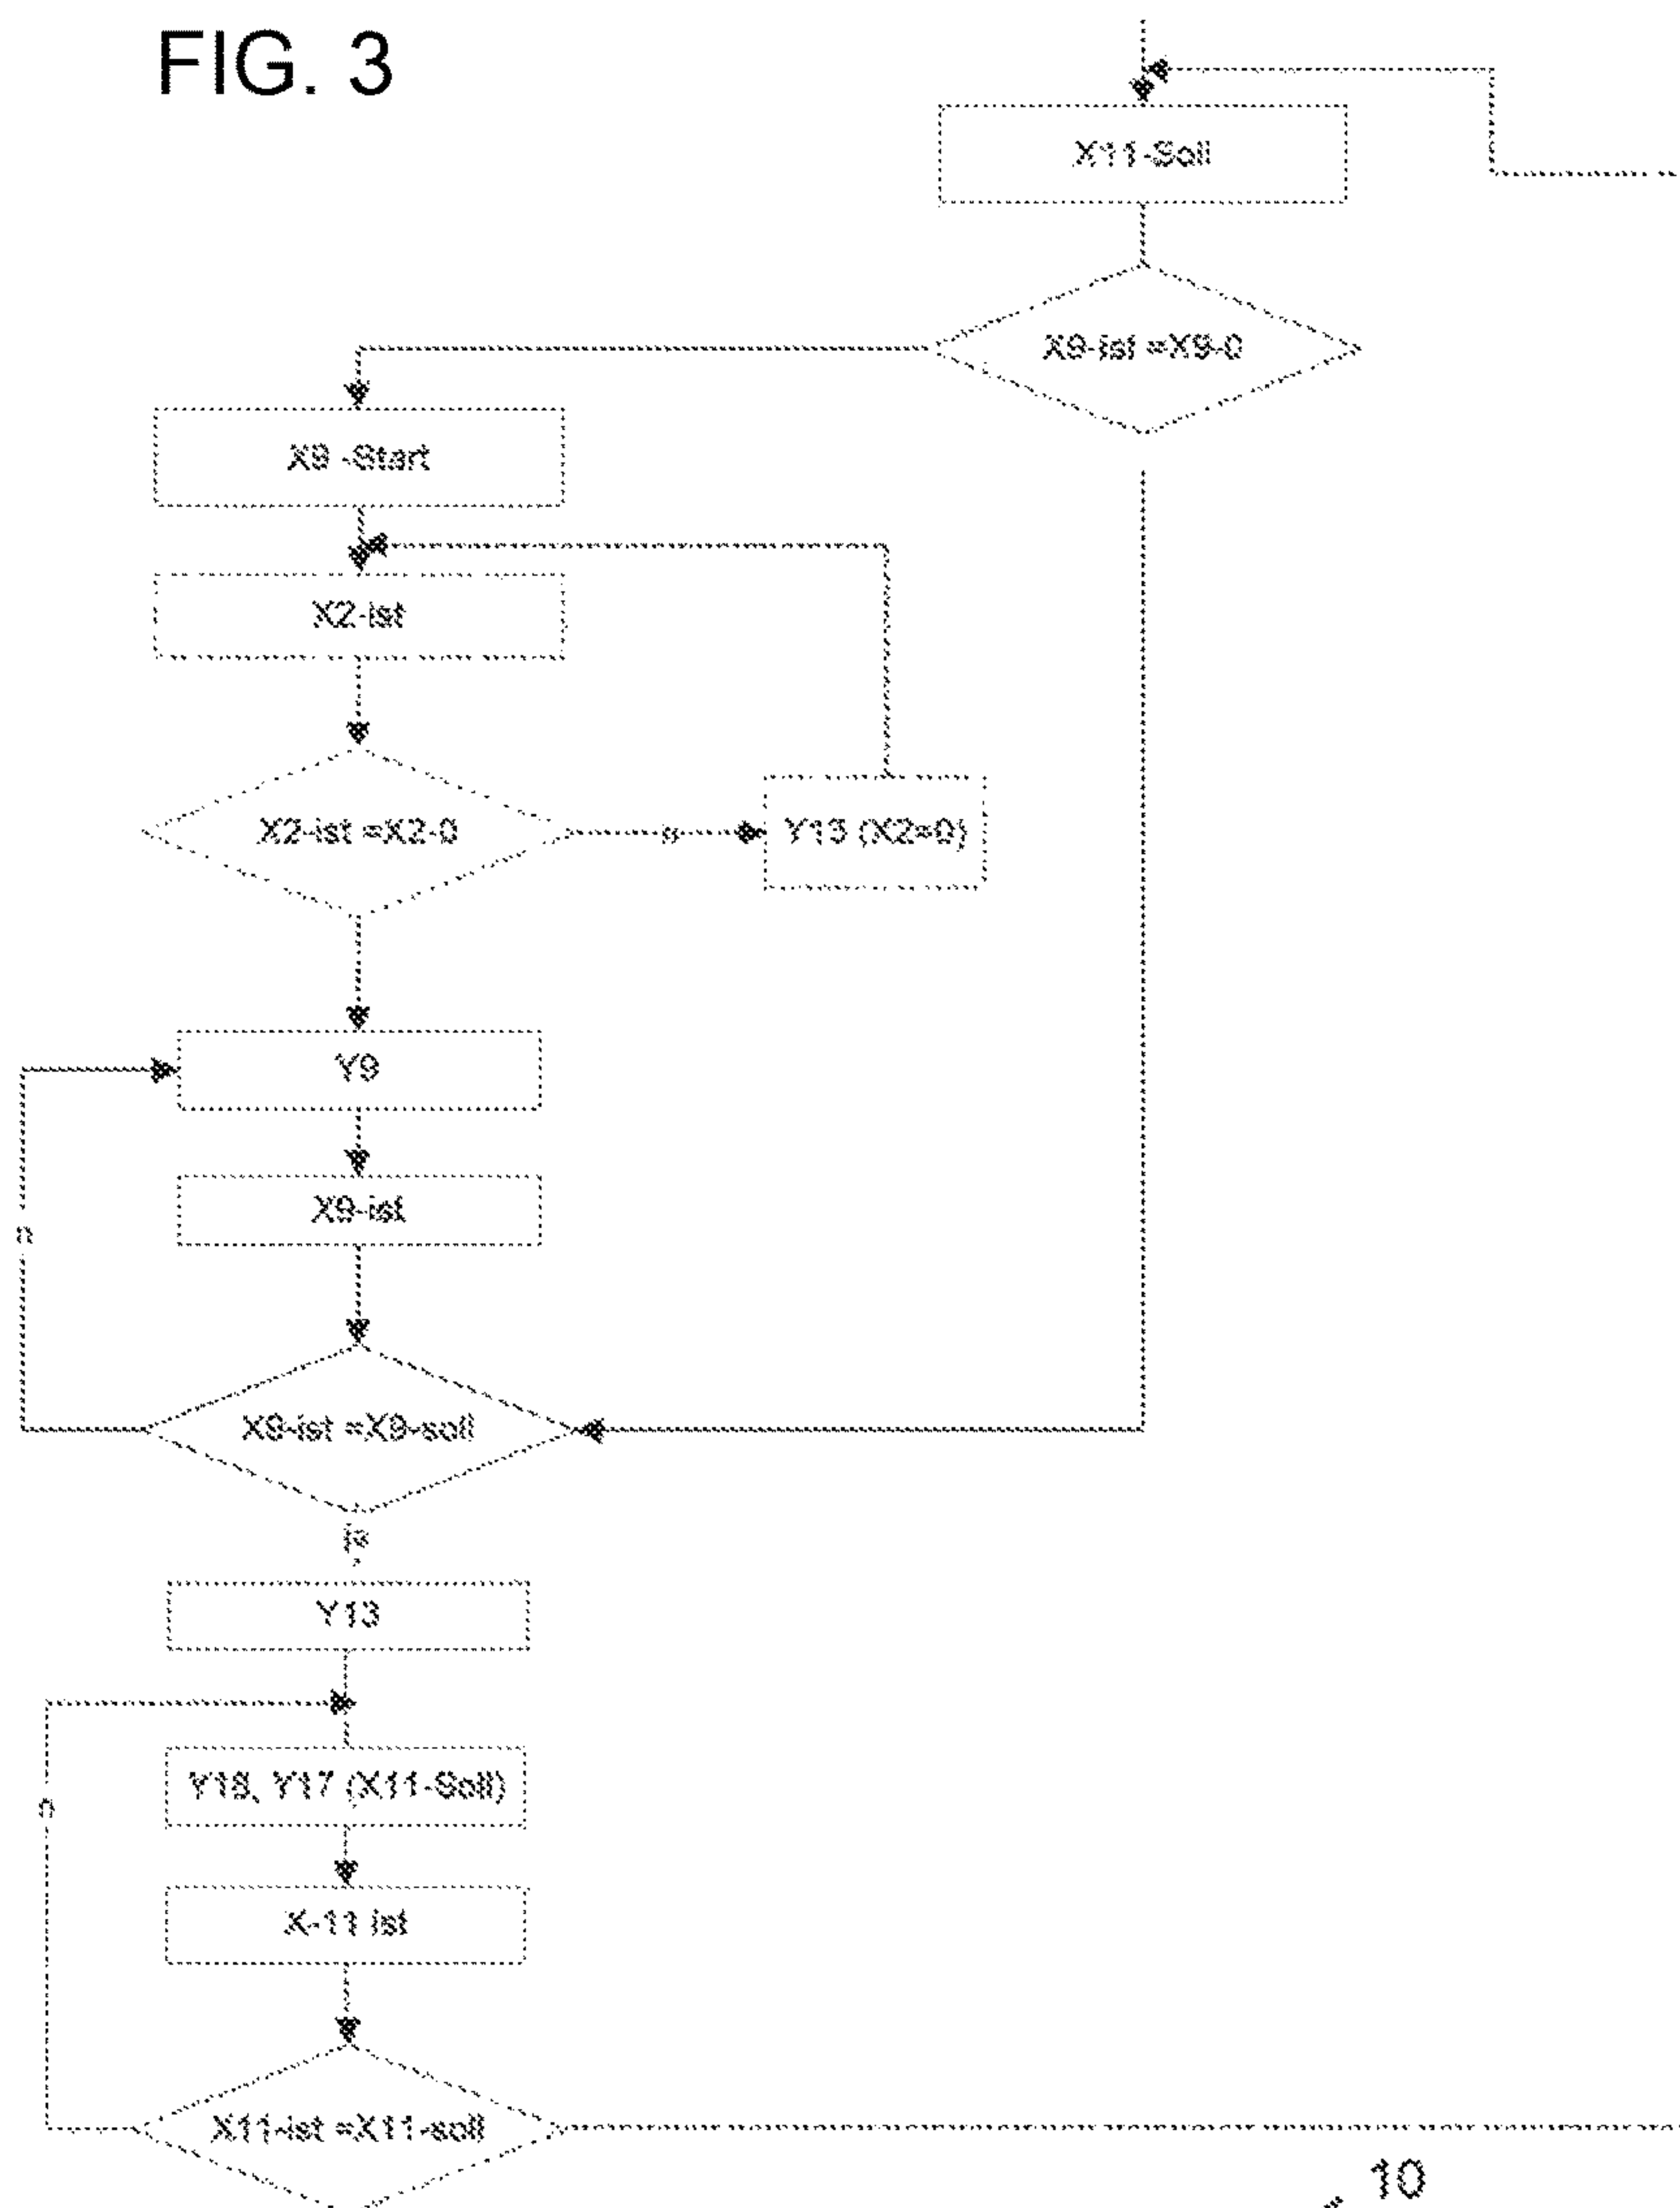 FIG. 3
X11-Soll
X9-ist =X9-0
X9 -Start
X2-ist
X2-ist =X2-0
n
Y13 (X2=0)
Y9
X9-ist
n
X9-ist =X9-soll
ja
Y13
Y18, Y17 (X11-Soll)
n
X-11 ist
X11-ist =X11-soll
10